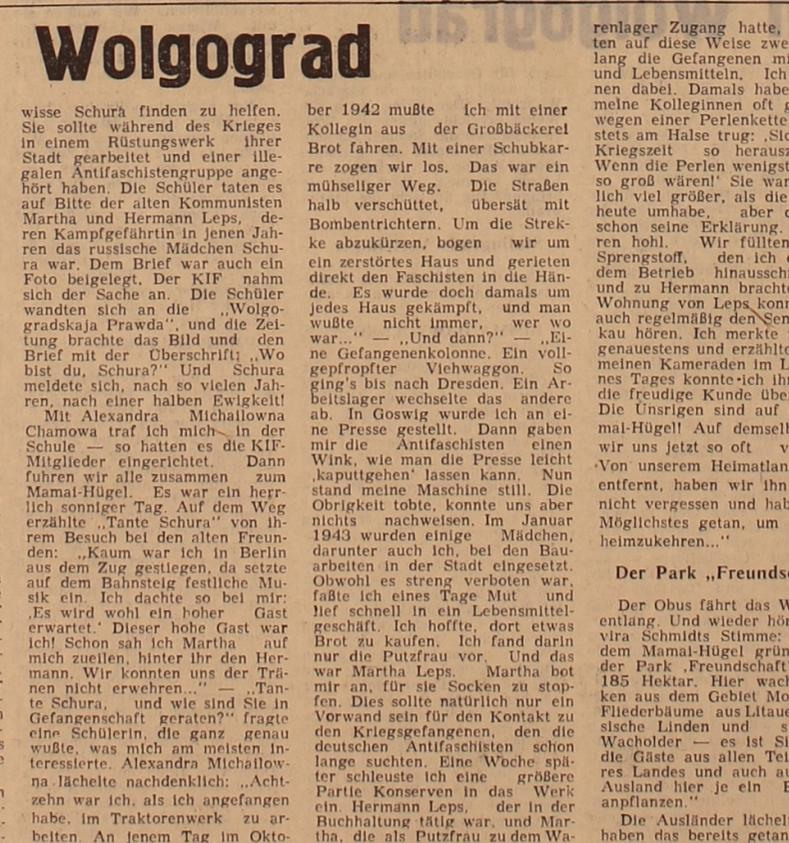 Wolgograd
wisse Schura finden zu helfen.
Sie sollte während des Krieges
in einem Rüstungswerk ihrer
Stadt gearbeitet und einer ille-
galen Antifaschistengruppe ange-
hört haben. Die Schüler taten es
auf Bitte der alten Kommunisten
Martha und Hermann Leps, de-
ren Kampfgefährtin in jenen Jah-
ren das russische Mädchen Schu-
ra war. Dem Brief war auch ein
Foto beigelegt. Der KIF nahm
sich der Sache an. Die Schüler
wandten sich an die „Wolgo-
gradskaja Prawda", und die Zei-
tung brachte das Bild und den
Brief mit der Überschrift: „Wo
bist du, Schura?" Und Schura
meldete sich, nach so vielen Jah-
ren, nach einer halben Ewigkeit!
Mit Alexandra Michailowna
Chamowa traf ich mich in der
Schule — so hatten es die KIF-
Mitglieder eingerichtet. Dann
fuhren wir alle zusammen zum
Mamai-Hügel. Es war ein herr-
lich sonniger Tag. Auf dem Weg
erzählte „Tante Schura" von ih-
rem Besuch bei den alten Freun-
den: „Kaum war ich in Berlin
aus dem Zug gestiegen, da setzte
auf dem Bahnsteig festliche Mu-
sik ein. Ich dachte so bei mir:
‚Es wird wohl ein hoher Gast
erwartet.' Dieser hohe Gast war
ich! Schon sah ich Martha auf
mich zueilen, hinter ihr den Her-
mann. Wir konnten uns der Trä-
nen nicht erwehren..." — „Tan-
te Schura, und wie sind Sie in
Gefangenschaft geraten?" fragte
eine Schülerin, die ganz genau
wußte, was mich am meisten in-
teressierte. Alexandra Michailow-
na lächelte nachdenklich: „Acht-
zehn war ich, als ich angefangen
habe, im Traktorenwerk zu ar-
beiten. An jenem Tag im Okto-
ber 1942 mußte ich mit einer
Kollegin aus der Großbäckerei
Brot fahren. Mit einer Schubkar-
re zogen wir los. Das war ein
mühseliger Weg. Die Straßen
halb verschüttet, übersät mit
Bombentrichtern. Um die Strek-
ke abzukürzen, bogen wir um
ein zerstörtes Haus und gerieten
direkt den Faschisten in die Hän-
de. Es wurde doch damals um
jedes Haus gekämpft, und man
wußte nicht immer, wer wo
war..." — „Und dann?" — „Ei-
ne Gefangenenkolonne. Ein voll-
gepfropfter Viehwaggon. So
ging's bis nach Dresden. Ein Ar-
beitslager wechselte das andere
ab. In Goswig wurde ich an ei-
ne Presse gestellt. Dann gaben
mir die Antifaschisten einen
Wink, wie man die Presse leicht
‚kaputtgehen' lassen kann. Nun
stand meine Maschine still. Die
Obrigkeit tobte, konnte uns aber
nichts nachweisen. Im Januar
1943 wurden einige Mädchen,
darunter auch ich, bei den Bau-
arbeiten in der Stadt eingesetzt.
Obwohl es streng verboten war,
faßte ich eines Tage Mut und
lief schnell in ein Lebensmittel-
geschäft. Ich hoffte, dort etwas
Brot zu kaufen. Ich fand darin
nur die Putzfrau vor. Und das
war Martha Leps. Martha bot
mir an, für sie Socken zu stop-
fen. Dies sollte natürlich nur ein
Vorwand sein für den Kontakt zu
den Kriegsgefangenen, den die
deutschen Antifaschisten schon
lange suchten. Eine Woche spä-
ter schleuste ich eine größere
Partie Konserven in das Werk
ein. Hermann Leps, der in der
Buchhaltung tätig war, und Mar-
tha, die als Putzfrau zu dem Wa-
renlager Zugang hatte,
ten auf diese Weise zwe
lang die Gefangenen mi
und Lebensmitteln. Ich
nen dabei. Damals habe
meine Kolleginnen oft g
wegen einer Perlenkette
stets am Halse trug: ‚Sic
Kriegszeit so herausz
Wenn die Perlen wenigst
so groß wären!' Sie war
lich viel größer, als die
heute umhabe, aber d
schon seine Erklärung.
ren hohl. Wir füllten
Sprengstoff, den ich
dem Betrieb hinausschr
und zu Hermann brachte
Wohnung von Leps konn
auch regelmäßig den Sen
kau hören. Ich merkte
genauestens und erzählte
meinen Kameraden im L
nes Tages konnte ich ihr
die freudige Kunde über
Die Unsrigen sind auf
mai-Hügel! Auf demsell
wir uns jetzt so oft v
Von unserem Heimatlan
entfernt, haben wir ihn
nicht vergessen und hab
Möglichstes getan, um
heimzukehren..."
Der Park „Freundsc
Der Obus fährt das W
entlang. Und wieder hör
vira Schmidts Stimme:
dem Mamai-Hügel grün
der Park ‚Freundschaft'
185 Hektar. Hier wach
ken aus dem Gebiet Mo
Fliederbäume aus Litaue
sische Linden und s
Wacholder — es ist Si
die Gäste aus allen Tei
res Landes und auch au
Ausland hier je ein B
anpflanzen."
Die Ausländer lächel
haben das bereits getan